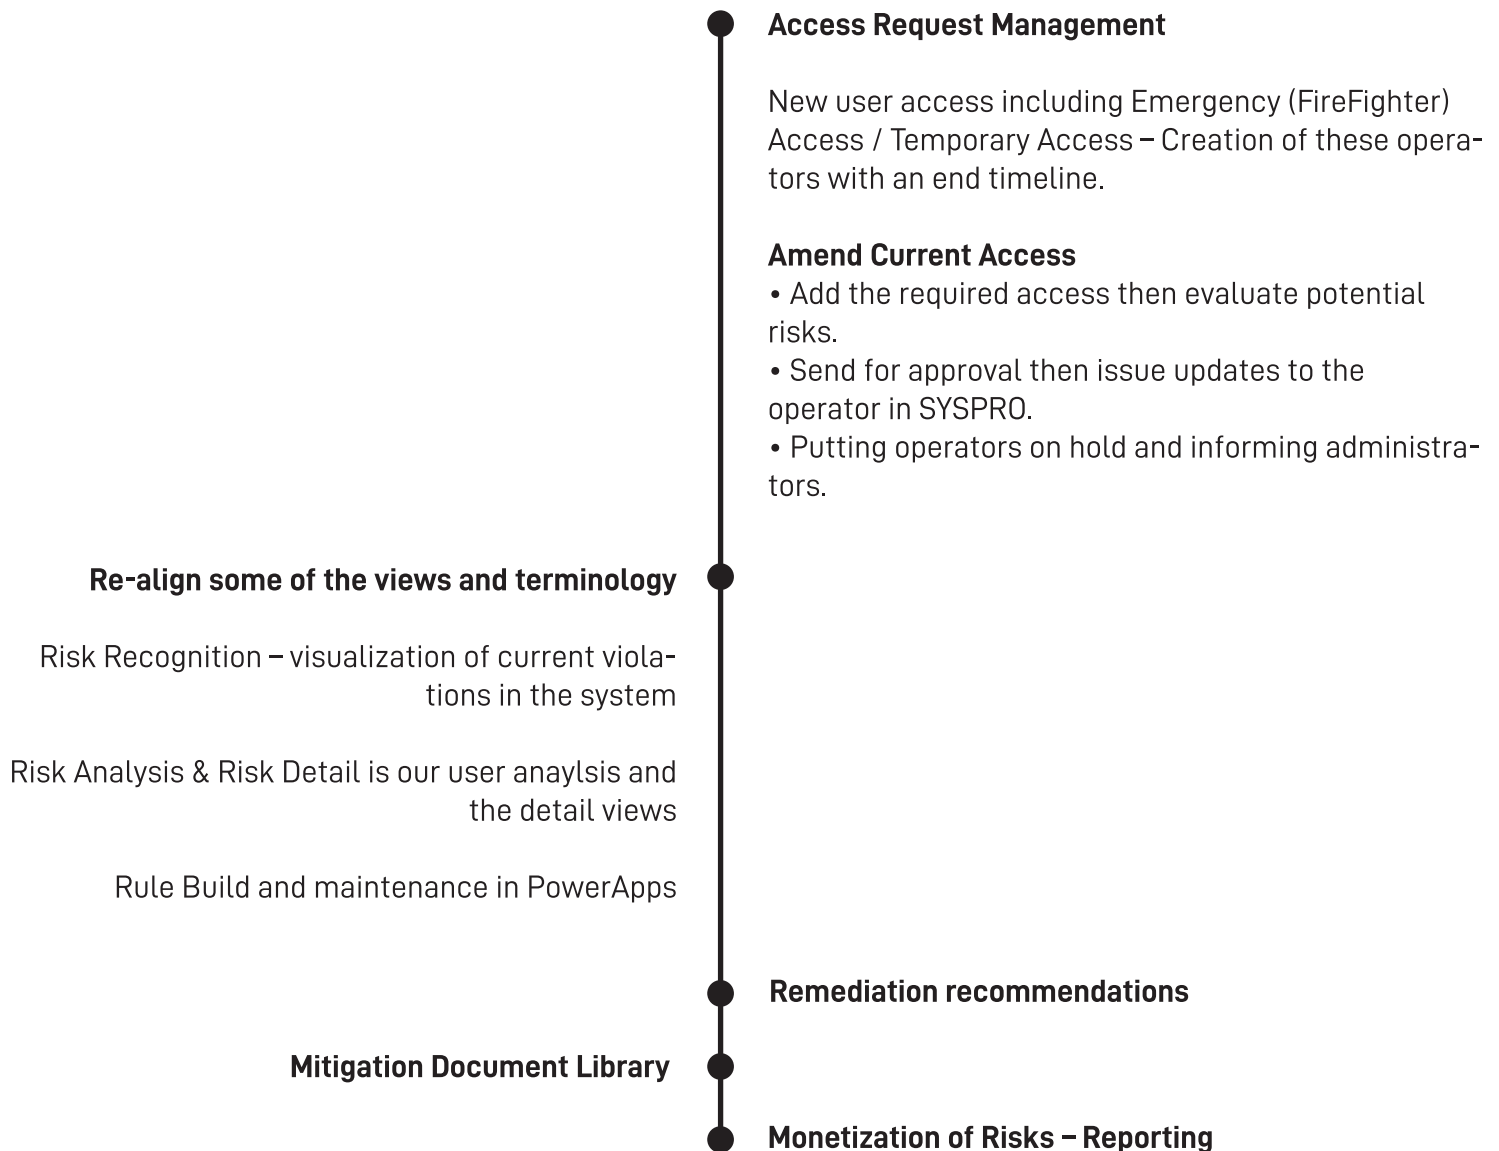 Access Request Management
New user access including Emergency (FireFighter)
Access / Temporary Access – Creation of these opera-
tors with an end timeline.
Amend Current Access
• Add the required access then evaluate potential
risks.
• Send for approval then issue updates to the
operator in SYSPRO.
• Putting operators on hold and informing administra-
tors.
Re-align some of the views and terminology
Risk Recognition – visualization of current viola-
tions in the system
Risk Analysis & Risk Detail is our user anaylsis and
the detail views
Rule Build and maintenance in PowerApps
Remediation recommendations
Mitigation Document Library
Monetization of Risks – Reporting